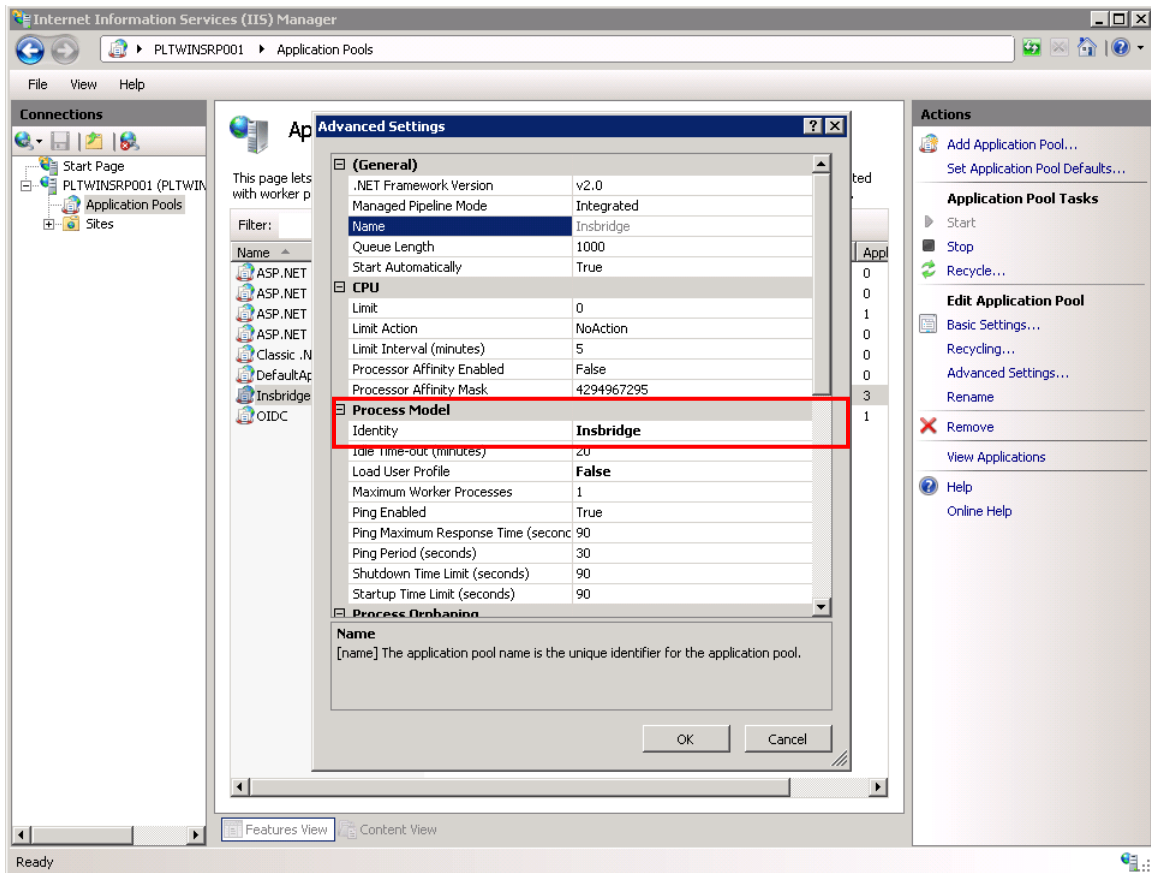 Internet Information Services (IIS) Manager
PLTWINSRP001 Application Pools
File View Help
Connections
Start Page
PLTWINSRP001 (PLTWIN
Application Pools
Sites
Ap
This page lets
with worker p
ted
Filter:
Name
Appl
ASP.NET 0
ASP.NET 0
ASP.NET 1
ASP.NET 0
Classic .N 0
DefaultAp 0
Insbridge 3
OIDC 1
Advanced Settings
(General)
.NET Framework Version v2.0
Managed Pipeline Mode Integrated
Name Insbridge
Queue Length 1000
Start Automatically True
CPU
Limit 0
Limit Action NoAction
Limit Interval (minutes) 5
Processor Affinity Enabled False
Processor Affinity Mask 4294967295
Process Model
Identity Insbridge
Idle Time-out (minutes) 20
Load User Profile False
Maximum Worker Processes 1
Ping Enabled True
Ping Maximum Response Time (seconc 90
Ping Period (seconds) 30
Shutdown Time Limit (seconds) 90
Startup Time Limit (seconds) 90
Process Orphaning
Name
[name] The application pool name is the unique identifier for the application pool.
OK Cancel
Features View Content View
Actions
Add Application Pool...
Set Application Pool Defaults...
Application Pool Tasks
Start
Stop
Recycle...
Edit Application Pool
Basic Settings...
Recycling...
Advanced Settings...
Rename
Remove
View Applications
Help
Online Help
Ready